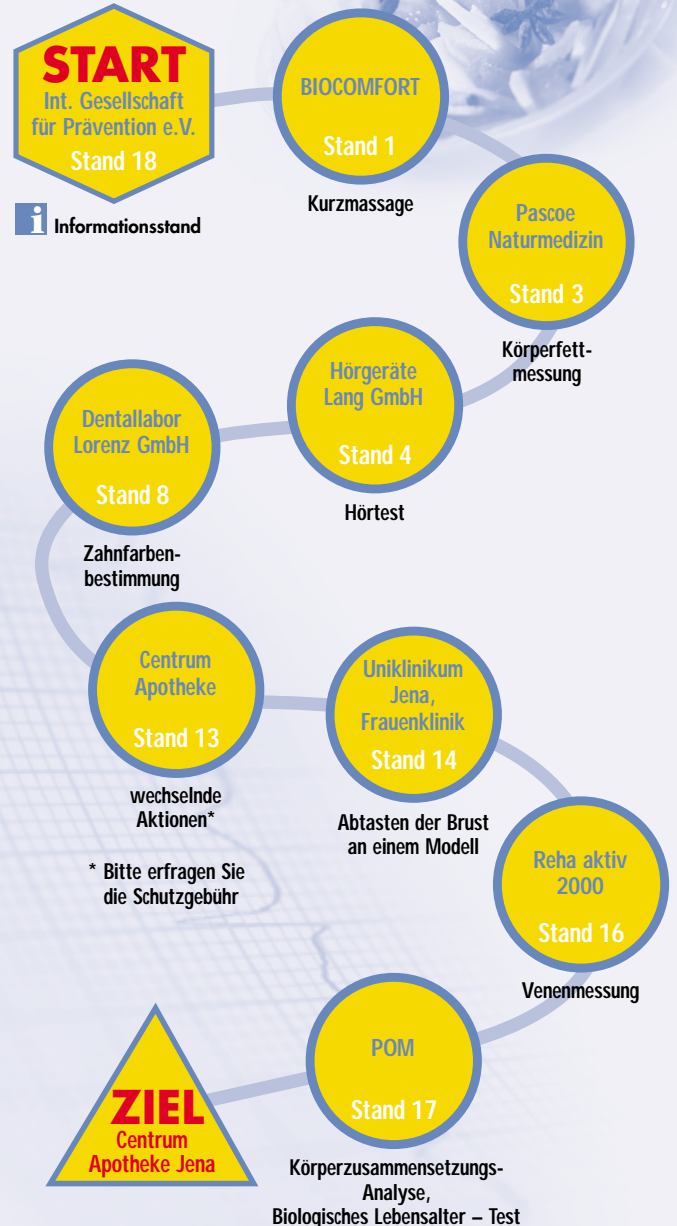 START
Int. Gesellschaft
für Prävention e.V.
Stand 18
i Informationsstand
BIOCOMFORT
Stand 1
Kurzmassage
Pascoe
Naturmedizin
Stand 3
Körperfett-
messung
Hörgeräte
Lang GmbH
Stand 4
Hörtest
Dentallabor
Lorenz GmbH
Stand 8
Zahnfarben-
bestimmung
Centrum
Apotheke
Stand 13
wechselnde
Aktionen*
* Bitte erfragen Sie
die Schutzgebühr
Uniklinikum
Jena,
Frauenklinik
Stand 14
Abtasten der Brust
an einem Modell
Reha aktiv
2000
Stand 16
Venenmessung
POM
Stand 17
Körperzusammensetzungs-
Analyse,
Biologisches Lebensalter – Test
ZIEL
Centrum
Apotheke Jena